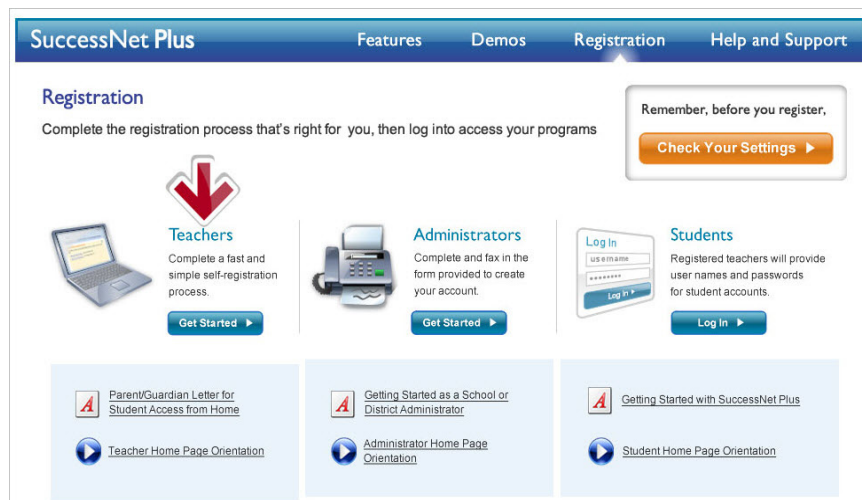 SuccessNet Plus
Features
Demos
Registration
Help and Support
Registration
Complete the registration process that's right for you, then log into access your programs
Remember, before you register,
Check Your Settings
Teachers
Complete a fast and
simple self-registration
process.
Get Started
Administrators
Complete and fax in the
form provided to create
your account.
Get Started
Log In
username
********
Log In
Students
Registered teachers will provide
user names and passwords
for student accounts.
Log In
Parent/Guardian Letter for
Student Access from Home
Teacher Home Page Orientation
Getting Started as a School or
District Administrator
Administrator Home Page
Orientation
Getting Started with SuccessNet Plus
Student Home Page Orientation